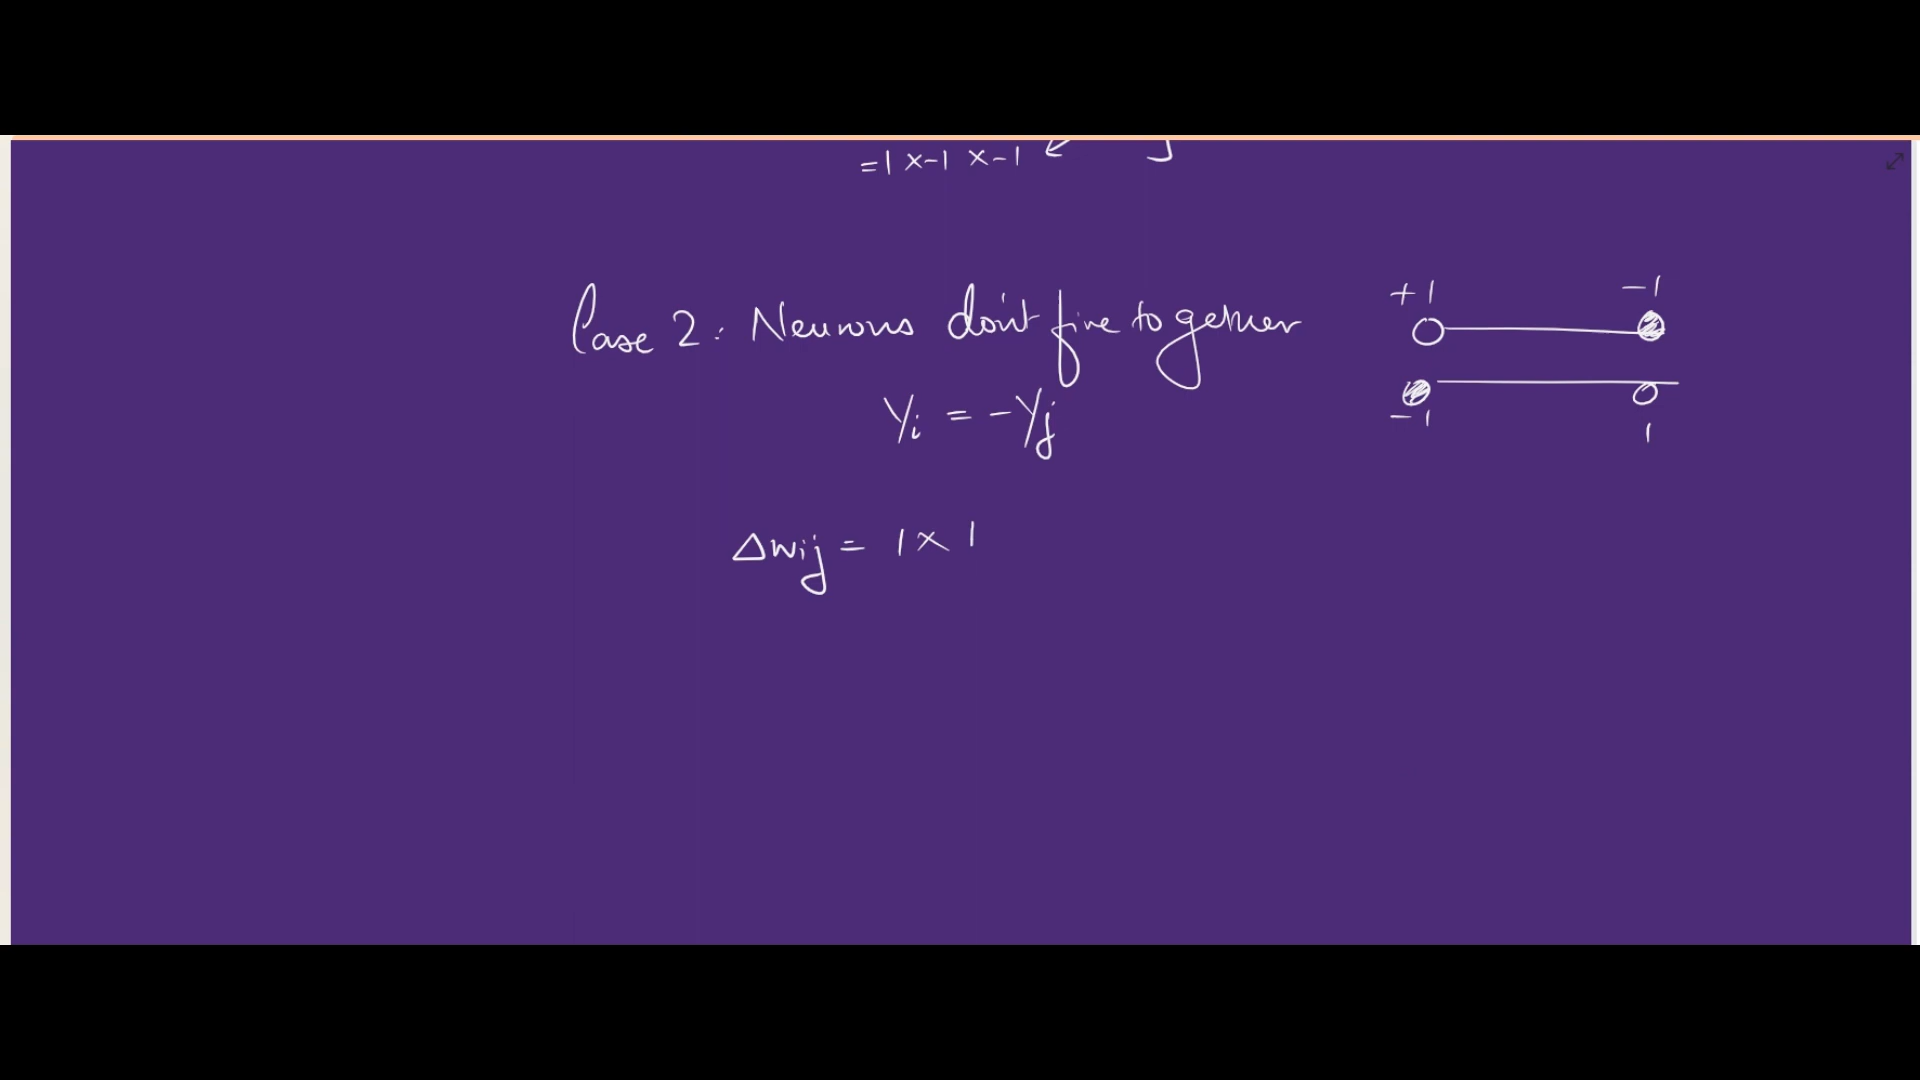 =1 x-1 x-1
Case 2: Neurons don't fire together
+1 -1
-1 1
Yi = -Yj
Δwij = 1 x 1